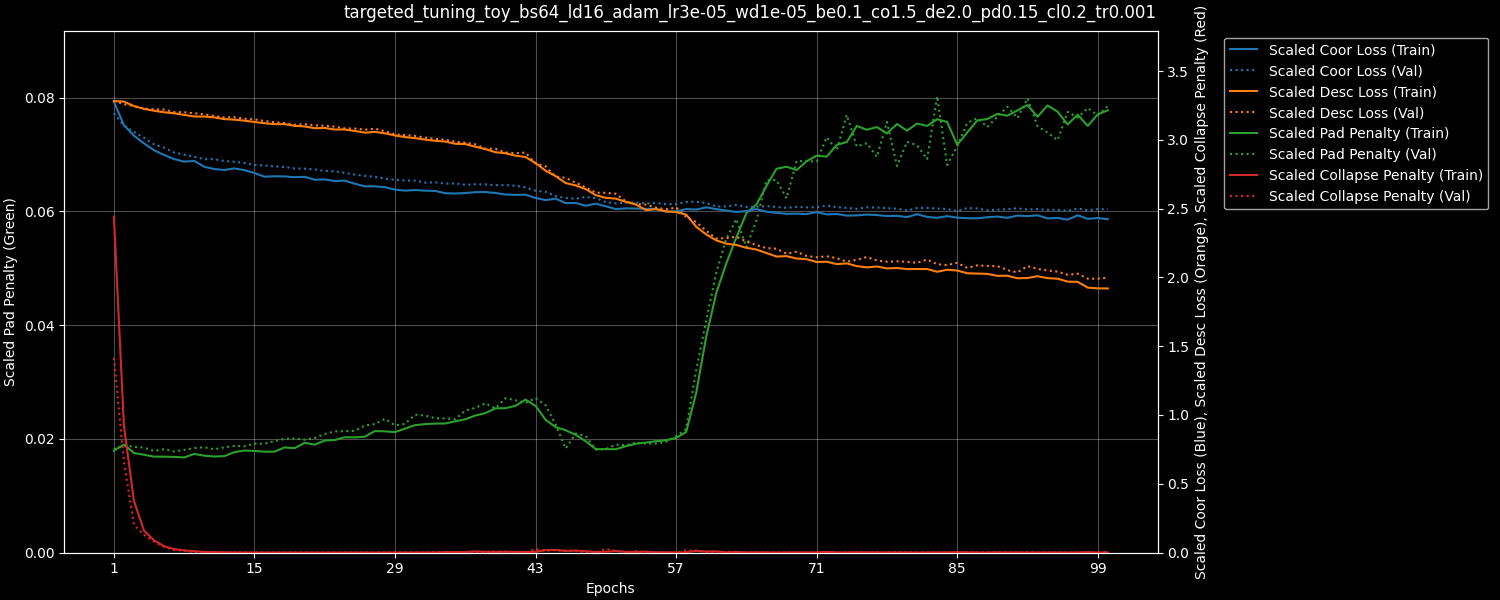 targeted_tuning_toy_bs64_ld16_adam_lr3e-05_wd1e-05_be0.1_co1.5_de2.0_pd0.15_cl0.2_tr0.001
Scaled Pad Penalty (Green)
0.08
0.06
0.04
0.02
0.00
1
15
29
43
57
71
85
99
Epochs
3.5
3.0
2.5
2.0
1.5
1.0
0.5
0.0
Scaled Coor Loss (Blue), Scaled Desc Loss (Orange), Scaled Collapse Penalty (Red)
Scaled Coor Loss (Train)
Scaled Coor Loss (Val)
Scaled Desc Loss (Train)
Scaled Desc Loss (Val)
Scaled Pad Penalty (Train)
Scaled Pad Penalty (Val)
Scaled Collapse Penalty (Train)
Scaled Collapse Penalty (Val)